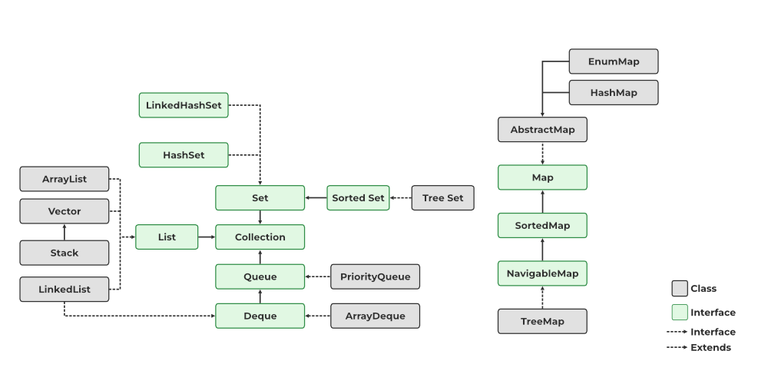 EnumMap
HashMap
LinkedHashSet
AbstractMap
HashSet
ArrayList
Map
Set
Sorted Set
Tree Set
Vector
SortedMap
List
Collection
Stack
Queue
PriorityQueue
NavigableMap
LinkedList
Class
Deque
ArrayDeque
TreeMap
Interface
Interface
Extends